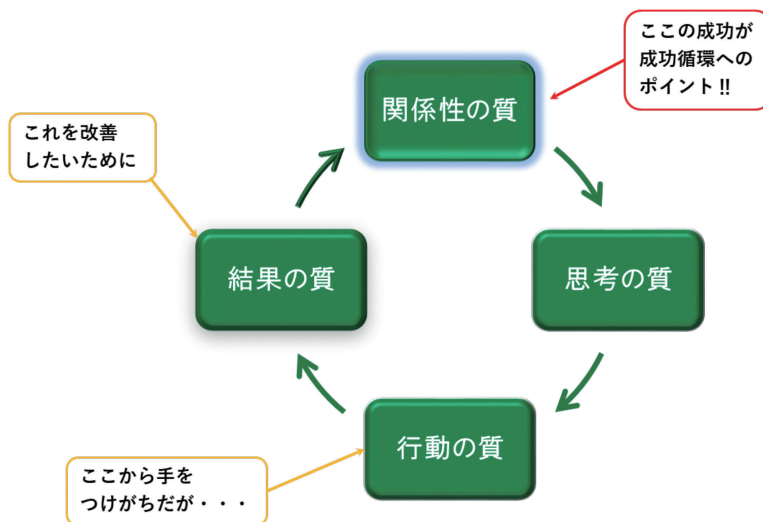 ここの成功が
成功循環への
ポイント!!
関係性の質
これを改善
したいために
結果の質
思考の質
行動の質
ここから手を
つけがちだが・・・